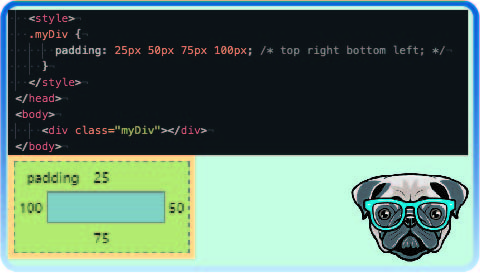 <style>
.myDiv {
padding: 25px 50px 75px 100px; /* top right bottom left; */
}
</style>
</head>
<body>
<div class="myDiv"></div>
</body>
padding 25
100 50
75